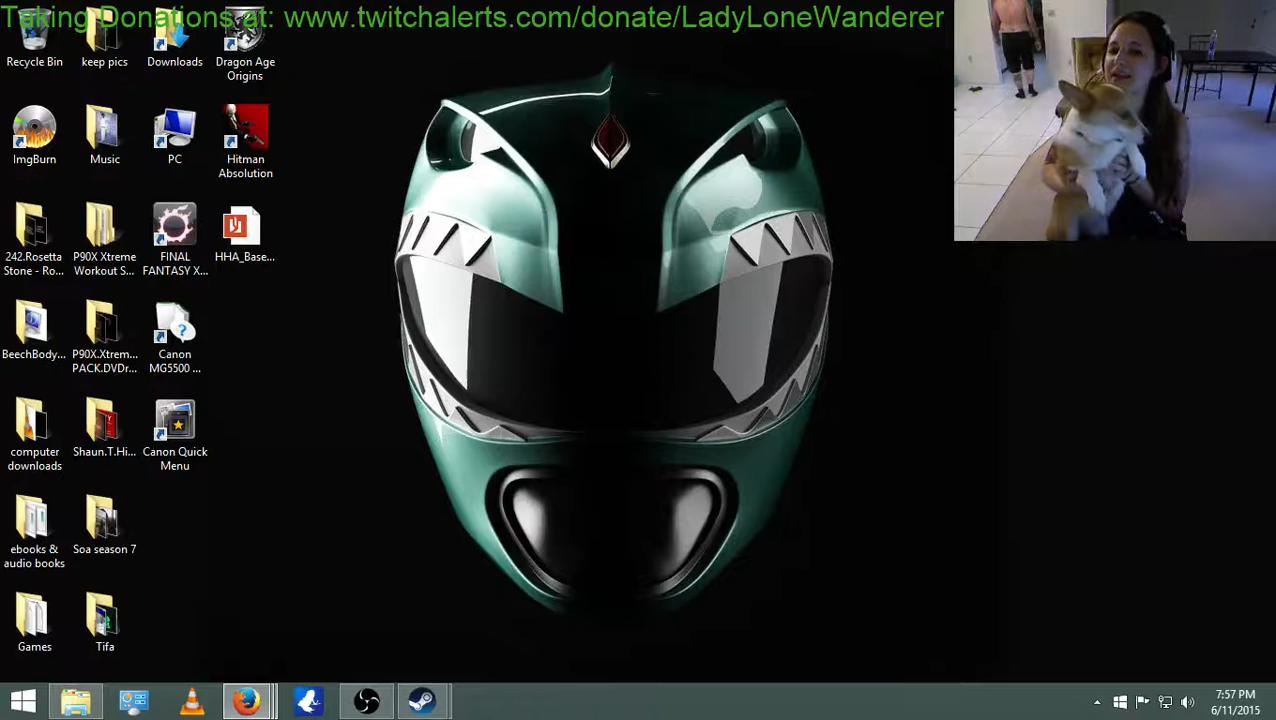 Taking Donations at: www.twitchalerts.com/donate/LadyLoneWanderer
Recycle Bin
keep pics
Downloads
Dragon Age
Origins
ImgBurn
Music
PC
Hitman
Absolution
242.Rosetta
Stone - Ro...
P90X Xtreme
Workout S...
FINAL
FANTASY X...
HHA_Base...
BeechBody...
P90X.Xtrem...
PACK.DVDr...
Canon
MG5500 ...
computer
downloads
Shaun.T.Hi...
Canon Quick
Menu
ebooks &
audio books
Soa season 7
Games
Tifa
7:57 PM
6/11/2015